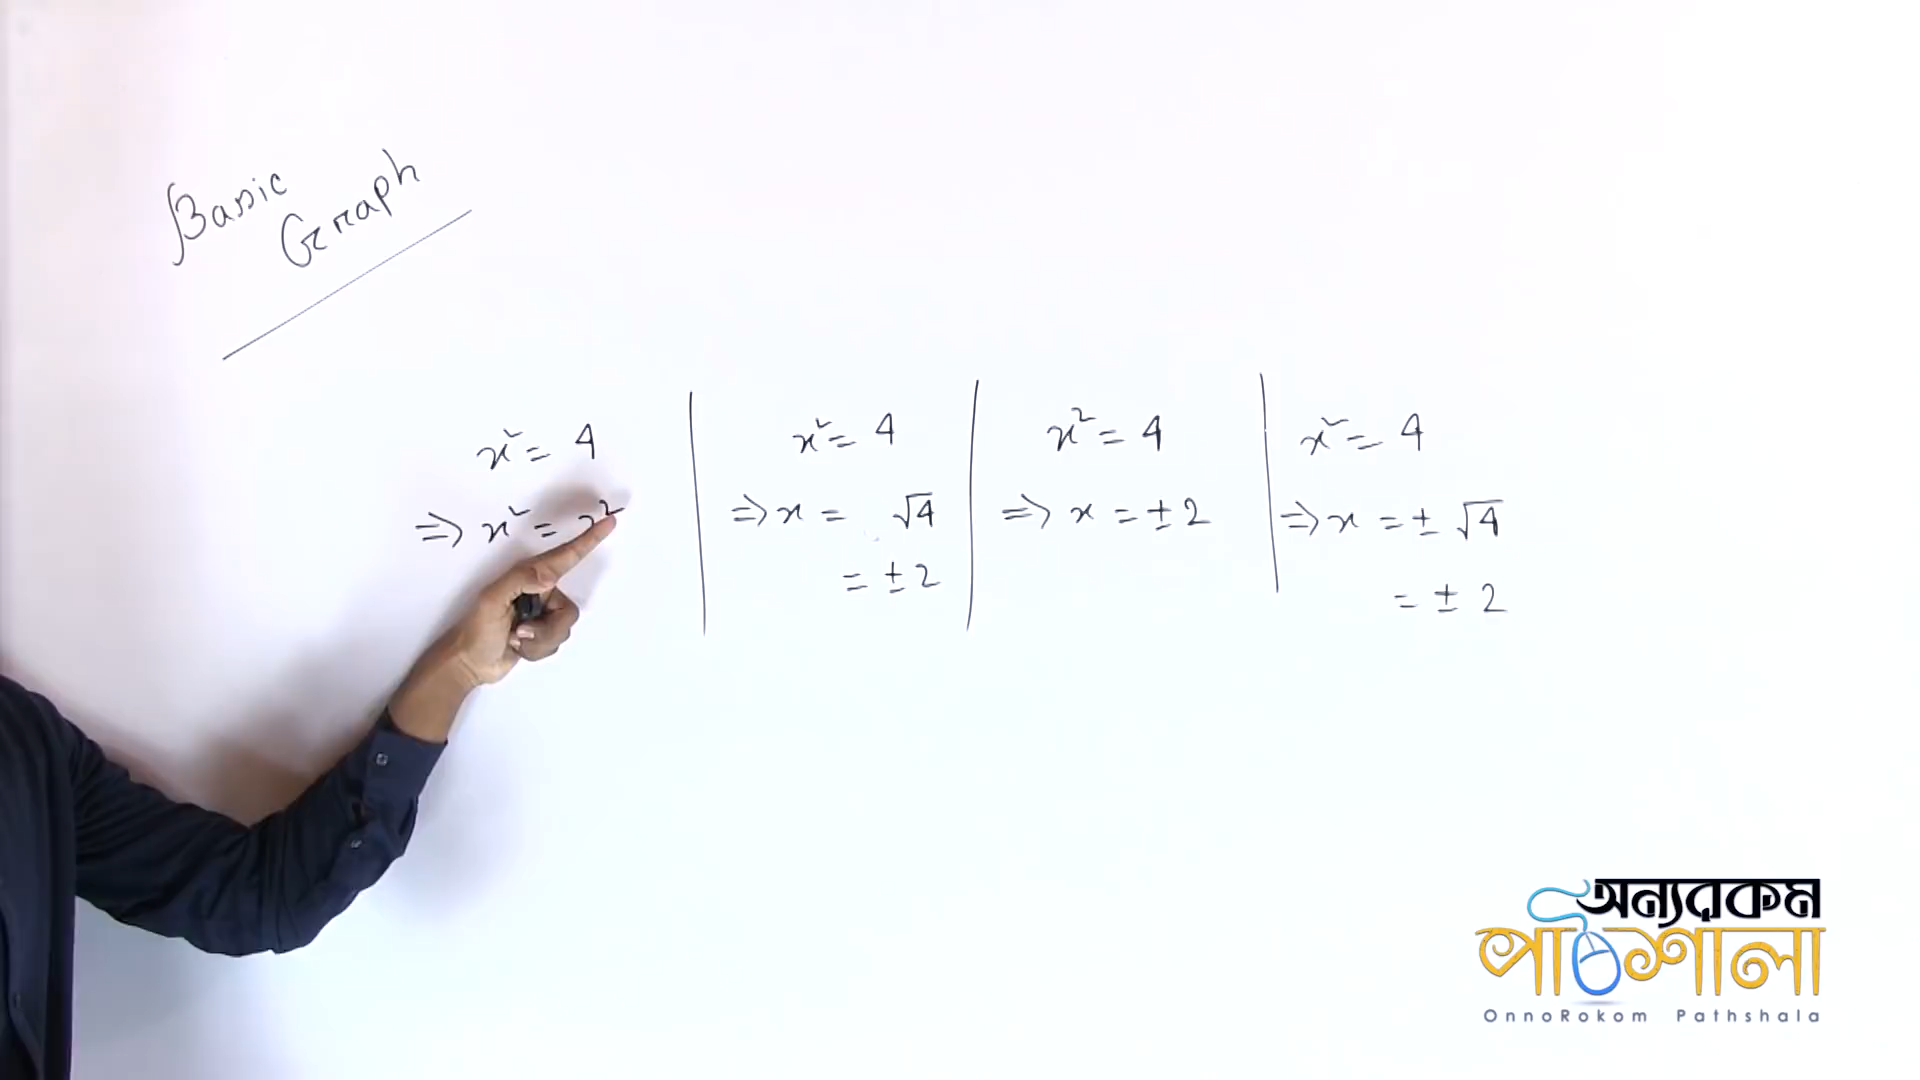 Basic
Graph
x² = 4
⇒ x² = 2²
x² = 4
⇒ x = √4
= ± 2
x² = 4
⇒ x = ± 2
x² = 4
⇒ x = ± √4
= ± 2
অন্যরকম
পাঠশালা
OnnoRokom Pathshala